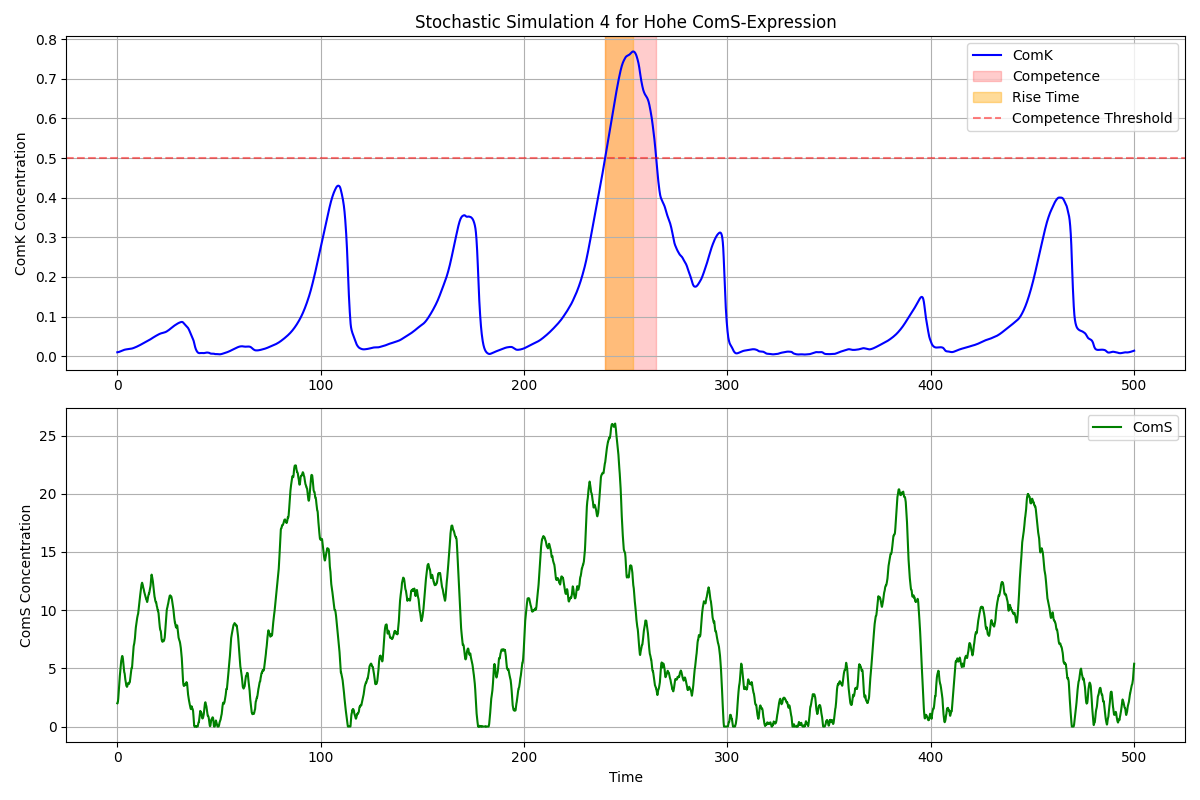 Stochastic Simulation 4 for Hohe ComS-Expression
ComK Concentration
0.8
0.7
0.6
0.5
0.4
0.3
0.2
0.1
0.0
ComK
Competence
Rise Time
Competence Threshold
0 100 200 300 400 500
ComS Concentration
25
20
15
10
5
0
ComS
0 100 200 300 400 500
Time